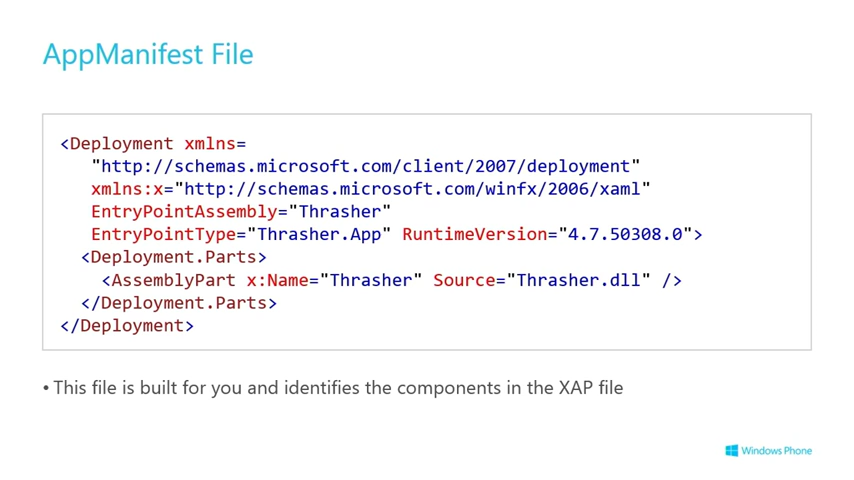 AppManifest File
<Deployment xmlns=
"http://schemas.microsoft.com/client/2007/deployment"
xmlns:x="http://schemas.microsoft.com/winfx/2006/xaml"
EntryPointAssembly="Thrasher"
EntryPointType="Thrasher.App" RuntimeVersion="4.7.50308.0">
<Deployment.Parts>
<AssemblyPart x:Name="Thrasher" Source="Thrasher.dll" />
</Deployment.Parts>
</Deployment>
• This file is built for you and identifies the components in the XAP file
Windows Phone